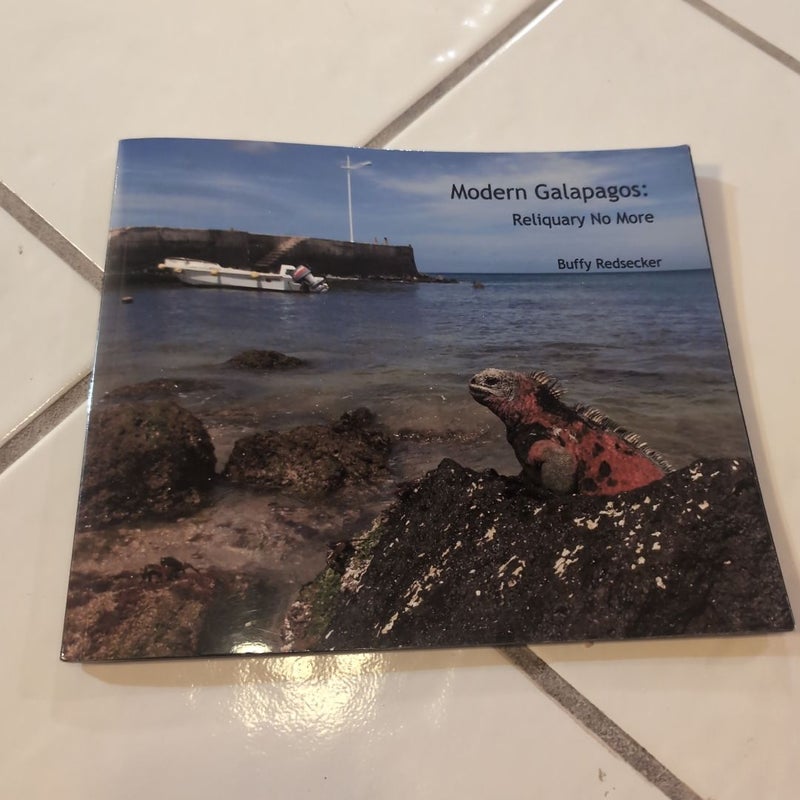 Modern Galapagos:
Reliquary No More
Buffy Redsecker